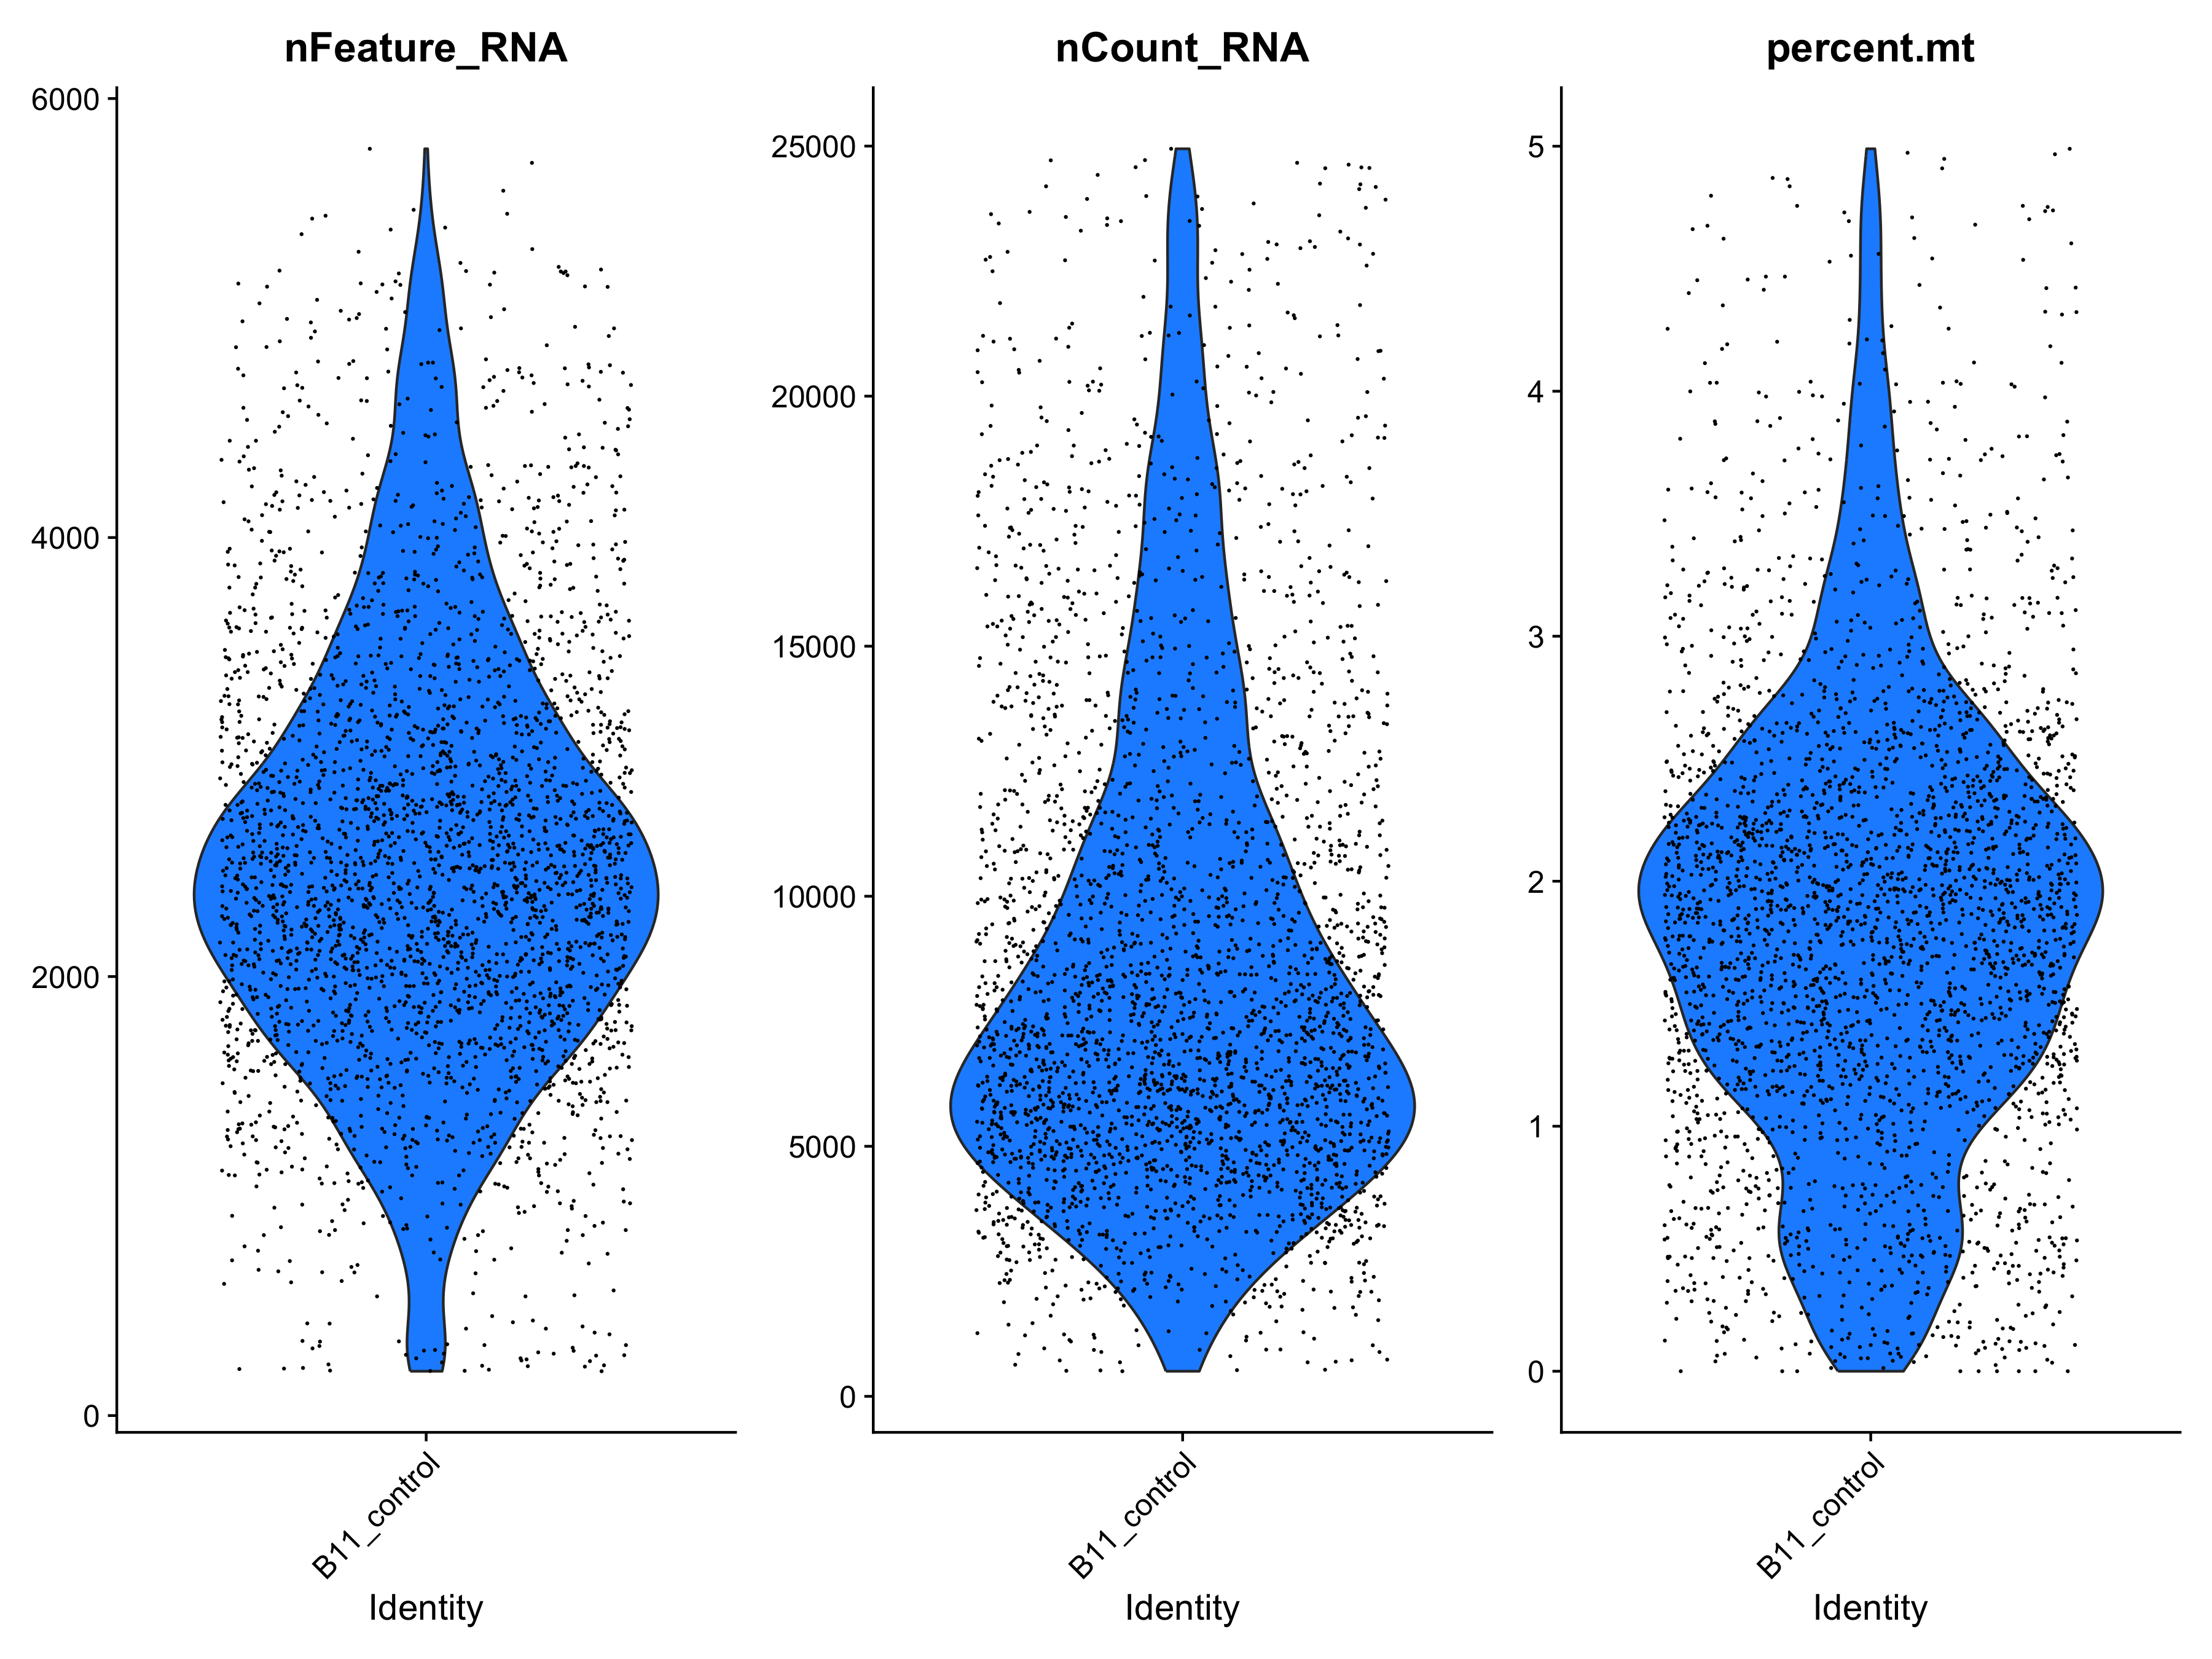 nFeature_RNA
6000
4000
2000
0
B11_control
Identity
nCount_RNA
25000
20000
15000
10000
5000
0
B11_control
Identity
percent.mt
5
4
3
2
1
0
B11_control
Identity